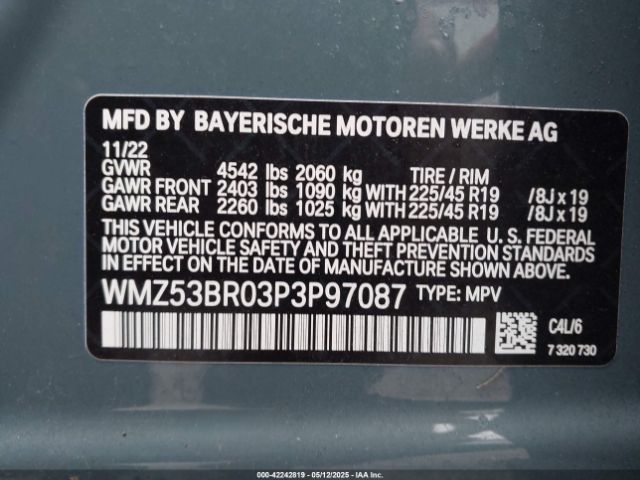 MFD BY BAYERISCHE MOTOREN WERKE AG
11/22
GVWR 4542 lbs 2060 kg TIRE / RIM
GAWR FRONT 2403 lbs 1090 kg WITH 225/45 R19 /8J x 19
GAWR REAR 2260 lbs 1025 kg WITH 225/45 R19 /8J x 19
THIS VEHICLE CONFORMS TO ALL APPLICABLE U. S. FEDERAL
MOTOR VEHICLE SAFETY AND THEFT PREVENTION STANDARDS
IN EFFECT ON THE DATE OF MANUFACTURE SHOWN ABOVE.
WMZ53BR03P3P97087 TYPE: MPV
C4L/6
7 320 730
000-42242819 - 05/12/2025 - IAA Inc. All Rights Reserved